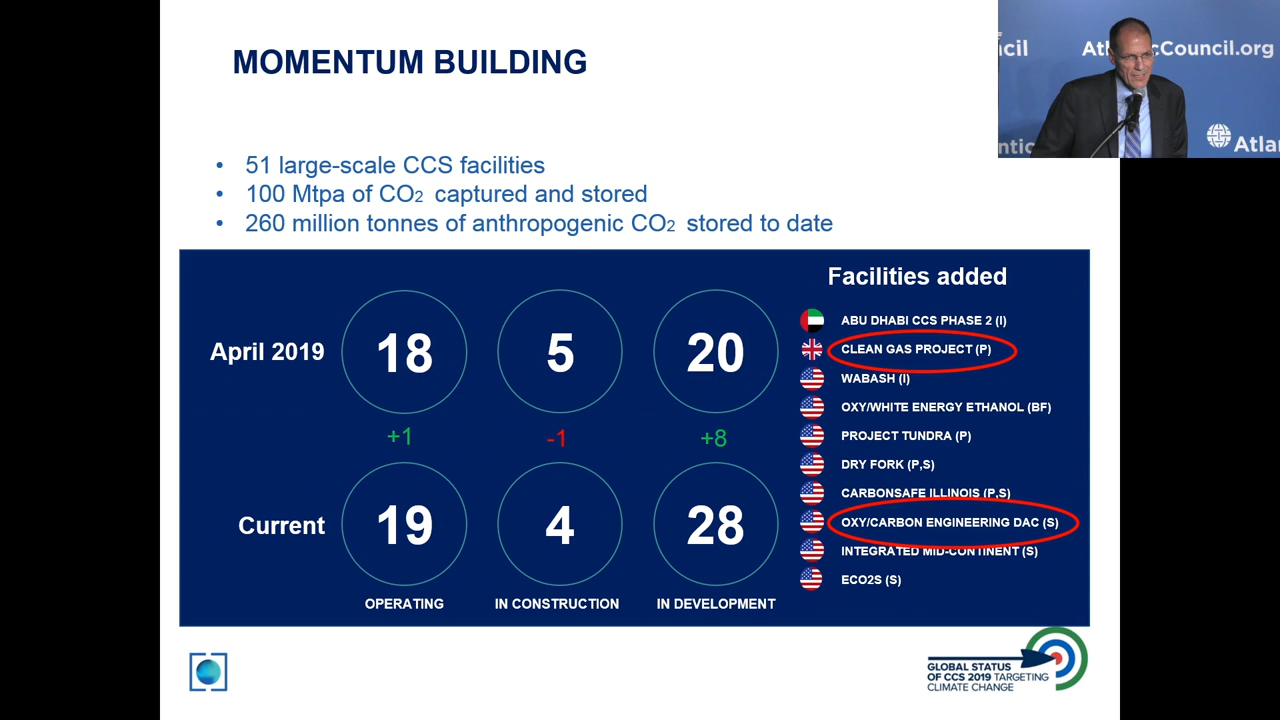 MOMENTUM BUILDING
ncil
At
cCouncil.org
ntic
Atla
• 51 large-scale CCS facilities
• 100 Mtpa of CO2 captured and stored
• 260 million tonnes of anthropogenic CO2 stored to date
Facilities added
April 2019
18
5
20
+1
-1
+8
Current
19
4
28
OPERATING
IN CONSTRUCTION
IN DEVELOPMENT
ABU DHABI CCS PHASE 2 (I)
CLEAN GAS PROJECT (P)
WABASH (I)
OXY/WHITE ENERGY ETHANOL (BF)
PROJECT TUNDRA (P)
DRY FORK (P,S)
CARBONSAFE ILLINOIS (P,S)
OXY/CARBON ENGINEERING DAC (S)
INTEGRATED MID-CONTINENT (S)
ECO2S (S)
GLOBAL STATUS
OF CCS 2019 TARGETING
CLIMATE CHANGE